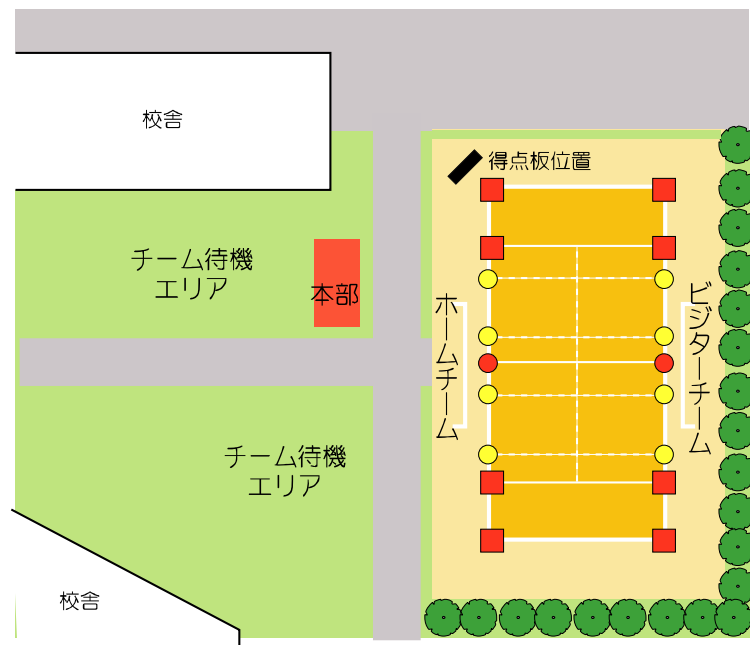 校舎
得点板位置
チーム待機
エリア
本部
ホームチーム
ビジターチーム
チーム待機
エリア
校舎